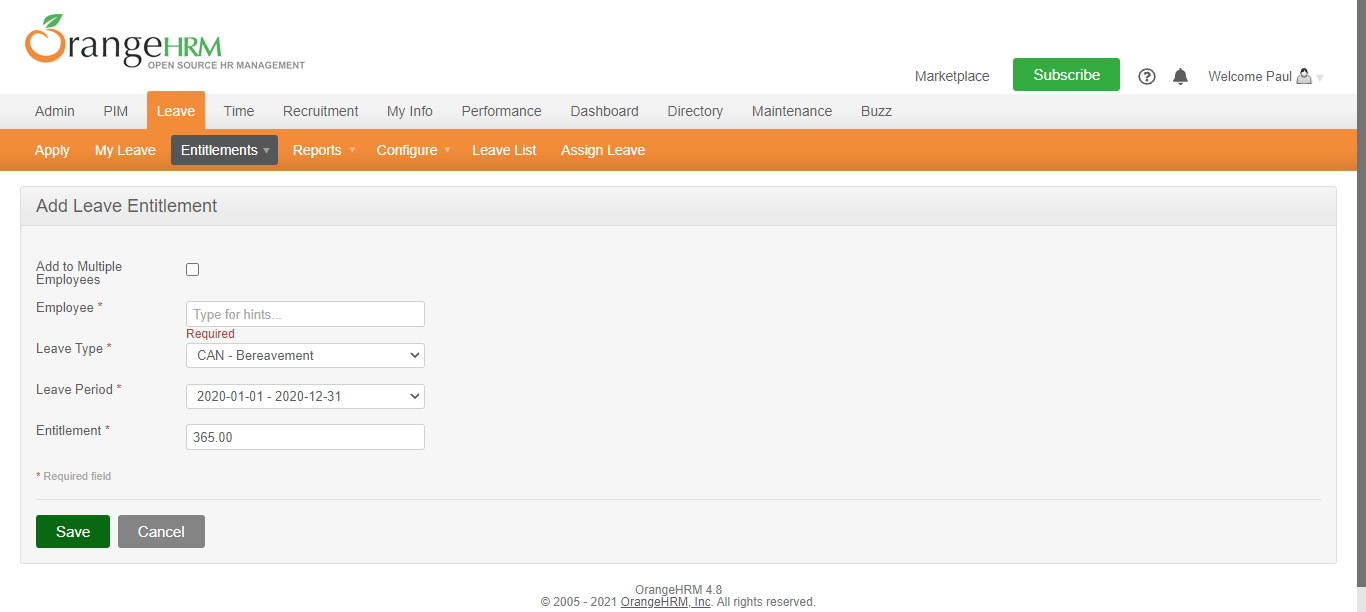 OrangeHRM
OPEN SOURCE HR MANAGEMENT
Marketplace Subscribe Welcome Paul
Admin PIM Leave Time Recruitment My Info Performance Dashboard Directory Maintenance Buzz
Apply My Leave Entitlements Reports Configure Leave List Assign Leave
Add Leave Entitlement
Add to Multiple
Employees
Employee *
Type for hints...
Required
Leave Type *
CAN - Bereavement
Leave Period *
2020-01-01 - 2020-12-31
Entitlement *
365.00
* Required field
Save Cancel
OrangeHRM 4.8
© 2005 - 2021 OrangeHRM, Inc. All rights reserved.